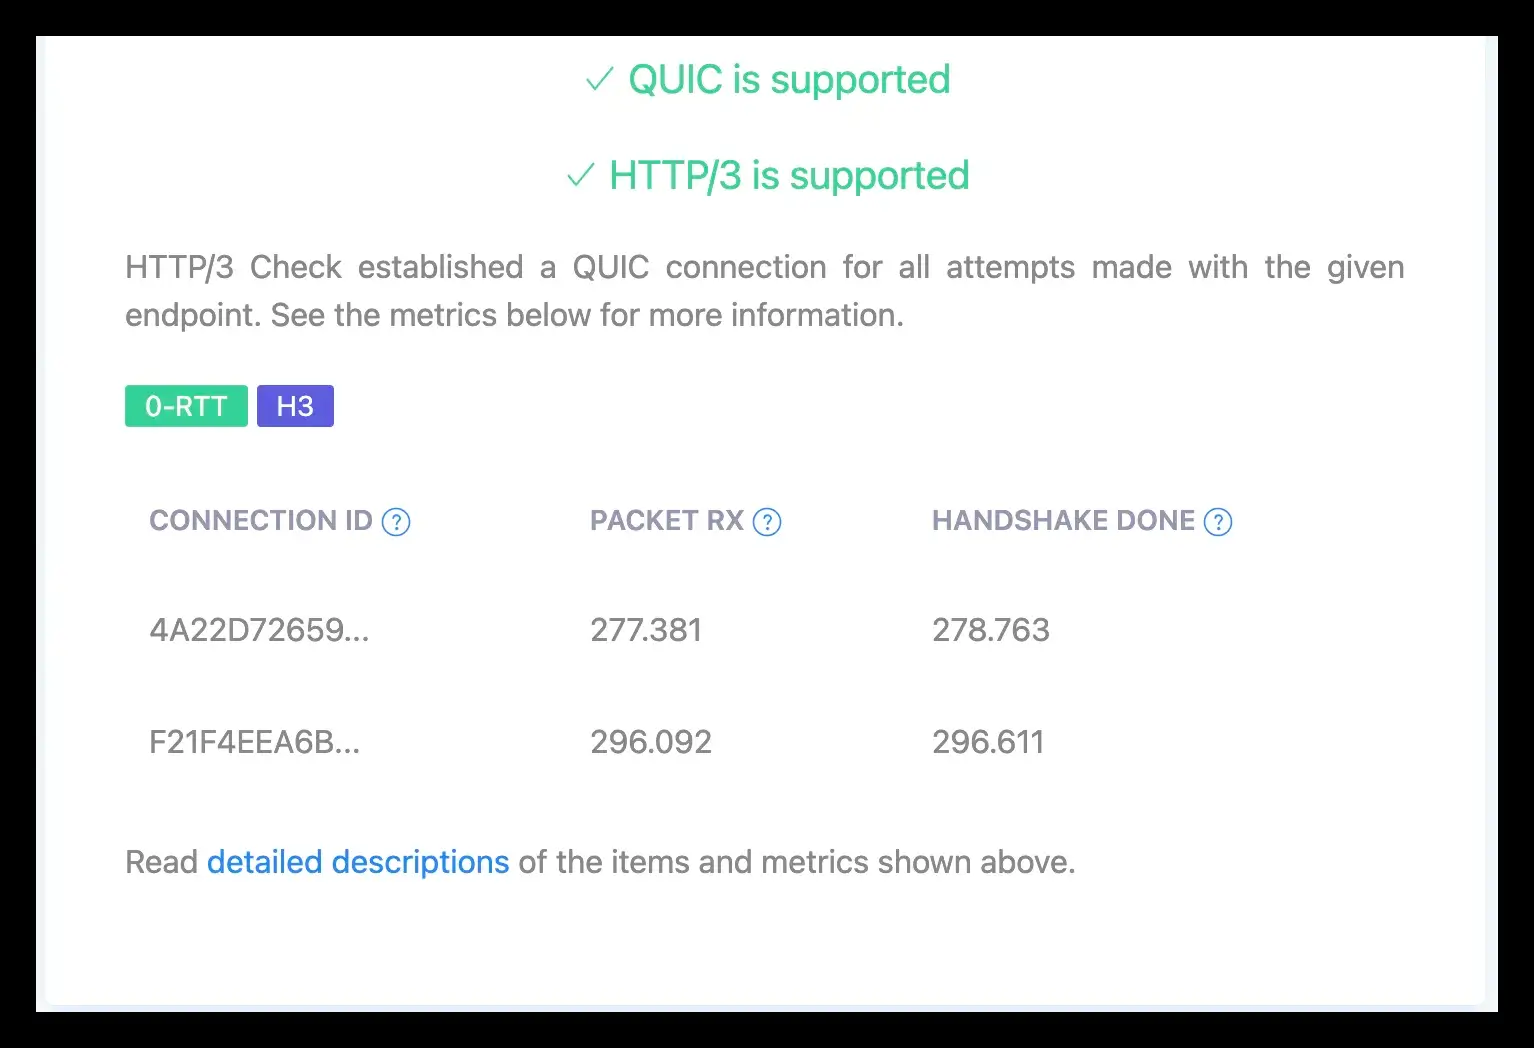 ✓ QUIC is supported
✓ HTTP/3 is supported
HTTP/3 Check established a QUIC connection for all attempts made with the given
endpoint. See the metrics below for more information.
0-RTT H3
CONNECTION ID ? PACKET RX ? HANDSHAKE DONE ?
4A22D72659... 277.381 278.763
F21F4EEA6B... 296.092 296.611
Read detailed descriptions of the items and metrics shown above.